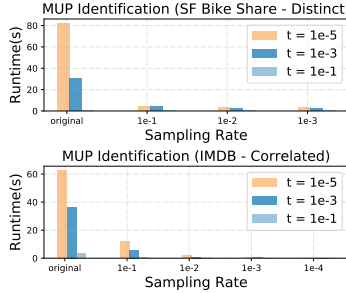 MUP Identification (SF Bike Share - Distinct
Runtime(s)
80
60
40
20
0
t = 1e-5
t = 1e-3
t = 1e-1
original 1e-1 1e-2 1e-3
Sampling Rate
MUP Identification (IMDB - Correlated)
Runtime(s)
60
40
20
0
t = 1e-5
t = 1e-3
t = 1e-1
original 1e-1 1e-2 1e-3 1e-4
Sampling Rate